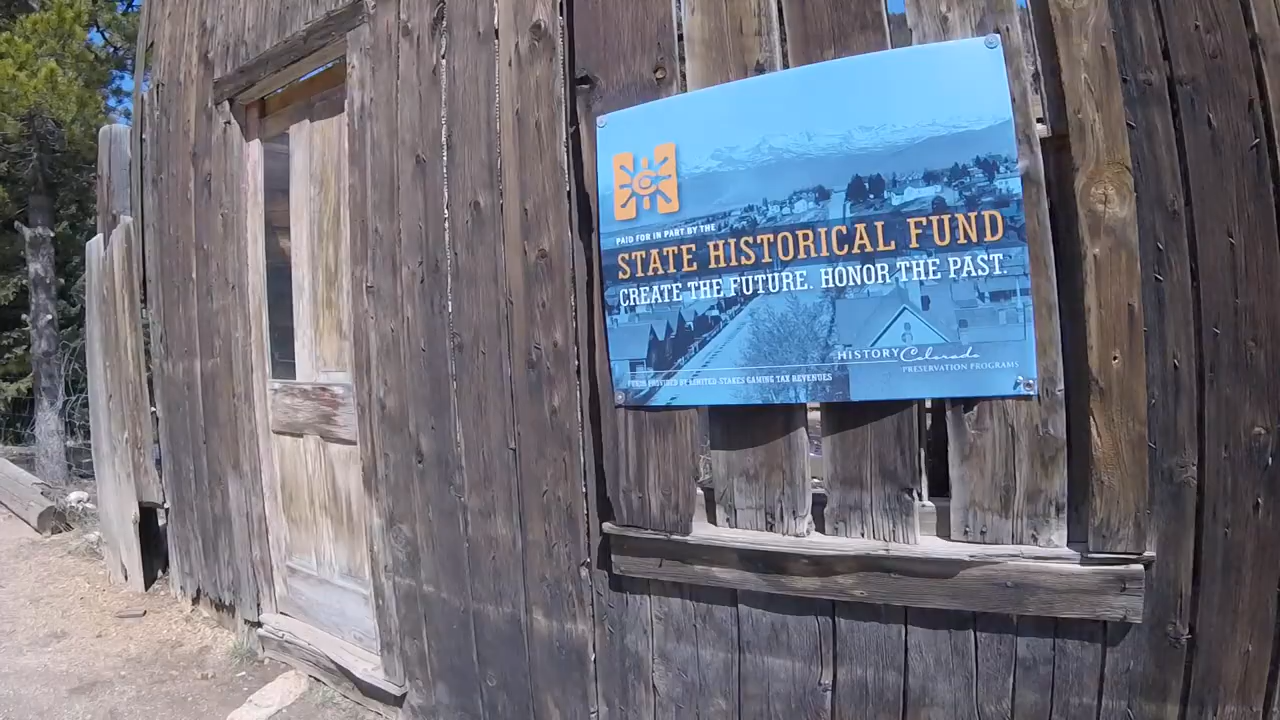 PAID FOR IN PART BY THE
STATE HISTORICAL FUND
CREATE THE FUTURE. HONOR THE PAST.
HISTORY Colorado
PRESERVATION PROGRAMS
FUNDS PROVIDED BY LIMITED-STAKES GAMING TAX REVENUES